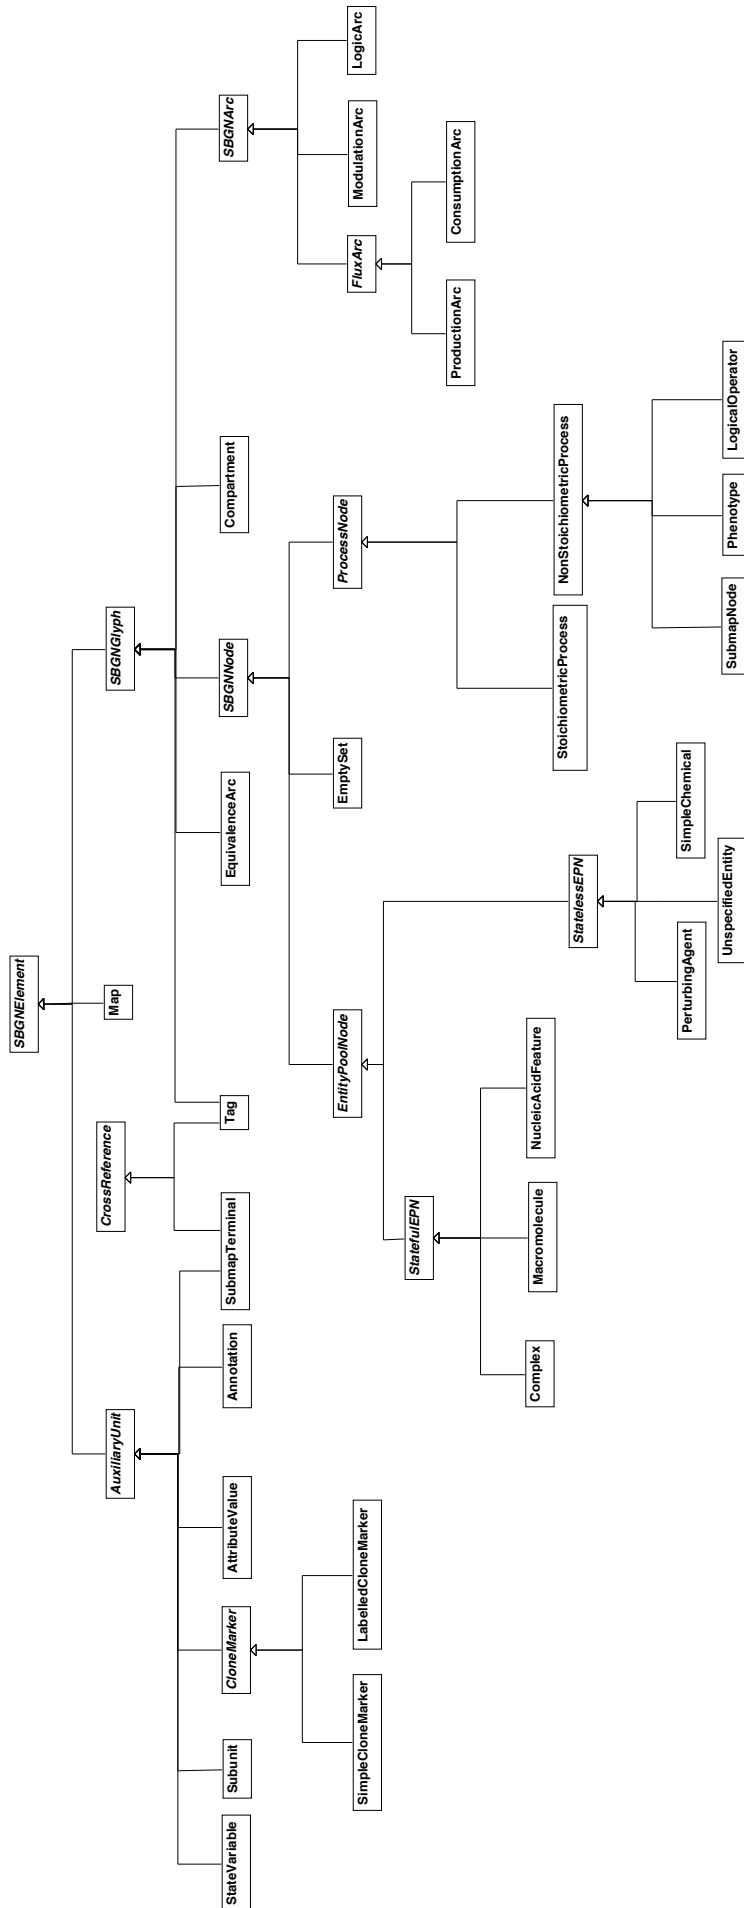 SBGNElement
AuxiliaryUnit
CrossReference
Map
SBGNGlyph
StateVariable
Subunit
CloneMarker
AttributeValue
Annotation
SubmapTerminal
Tag
EquivalenceArc
SBGNNode
Compartment
SBGNArc
SimpleCloneMarker
LabelledCloneMarker
EntityPoolNode
EmptySet
ProcessNode
FluxArc
ModulationArc
LogicArc
StatefulEPN
StatelessEPN
ProductionArc
ConsumptionArc
Complex
Macromolecule
NucleicAcidFeature
StoichiometricProcess
NonStoichiometricProcess
PerturbingAgent
UnspecifiedEntity
SimpleChemical
SubmapNode
Phenotype
LogicalOperator